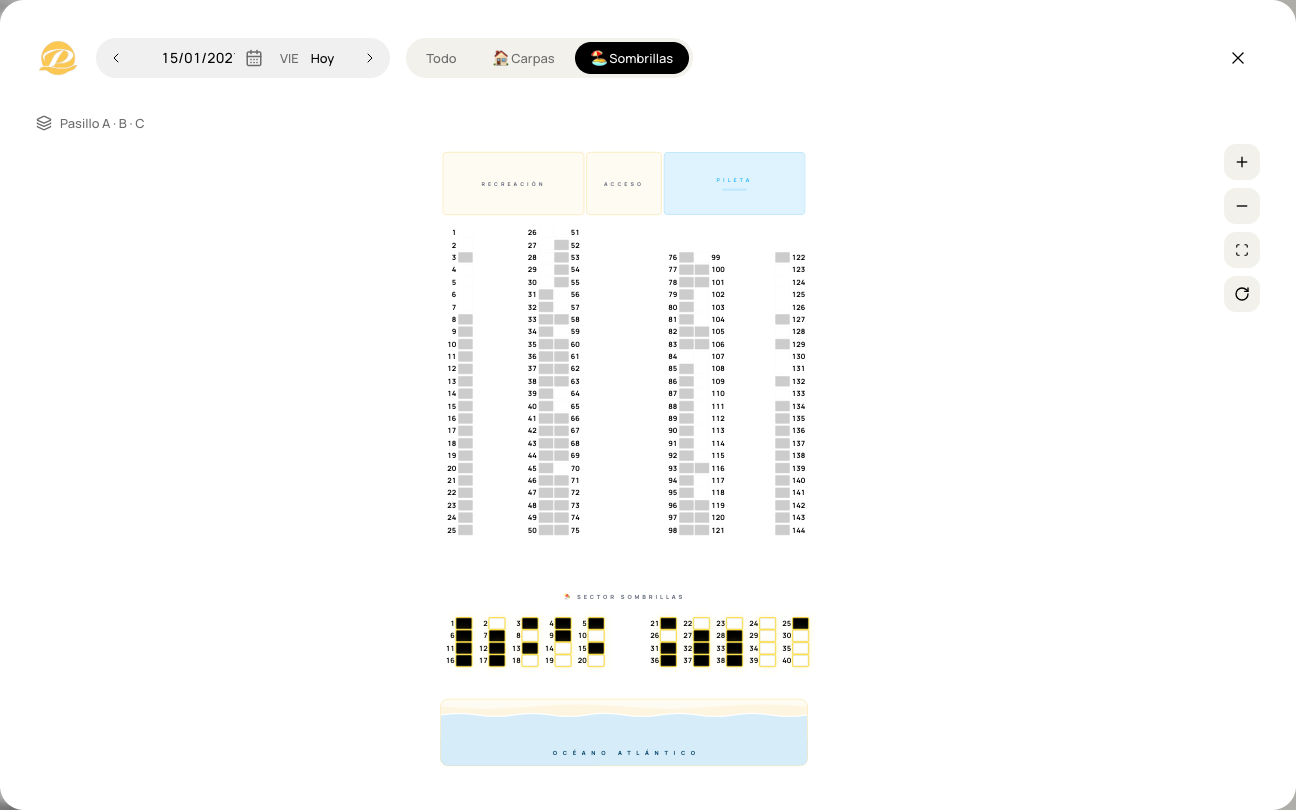 15/01/202
VIE
Hoy
Todo
Carpas
Sombrillas
Pasillo A · B · C
RECREACIÓN
ACCESO
PILETA
1 26 51
2 27 52
3 28 53 76 99 122
4 29 54 77 100 123
5 30 55 78 101 124
6 31 56 79 102 125
7 32 57 80 103 126
8 33 58 81 104 127
9 34 59 82 105 128
10 35 60 83 106 129
11 36 61 84 107 130
12 37 62 85 108 131
13 38 63 86 109 132
14 39 64 87 110 133
15 40 65 88 111 134
16 41 66 89 112 135
17 42 67 90 113 136
18 43 68 91 114 137
19 44 69 92 115 138
20 45 70 93 116 139
21 46 71 94 117 140
22 47 72 95 118 141
23 48 73 96 119 142
24 49 74 97 120 143
25 50 75 98 121 144
SECTOR SOMBRILLAS
1 2 3 4 5 21 22 23 24 25
6 7 8 9 10 26 27 28 29 30
11 12 13 14 15 31 32 33 34 35
16 17 18 19 20 36 37 38 39 40
OCÉANO ATLÁNTICO